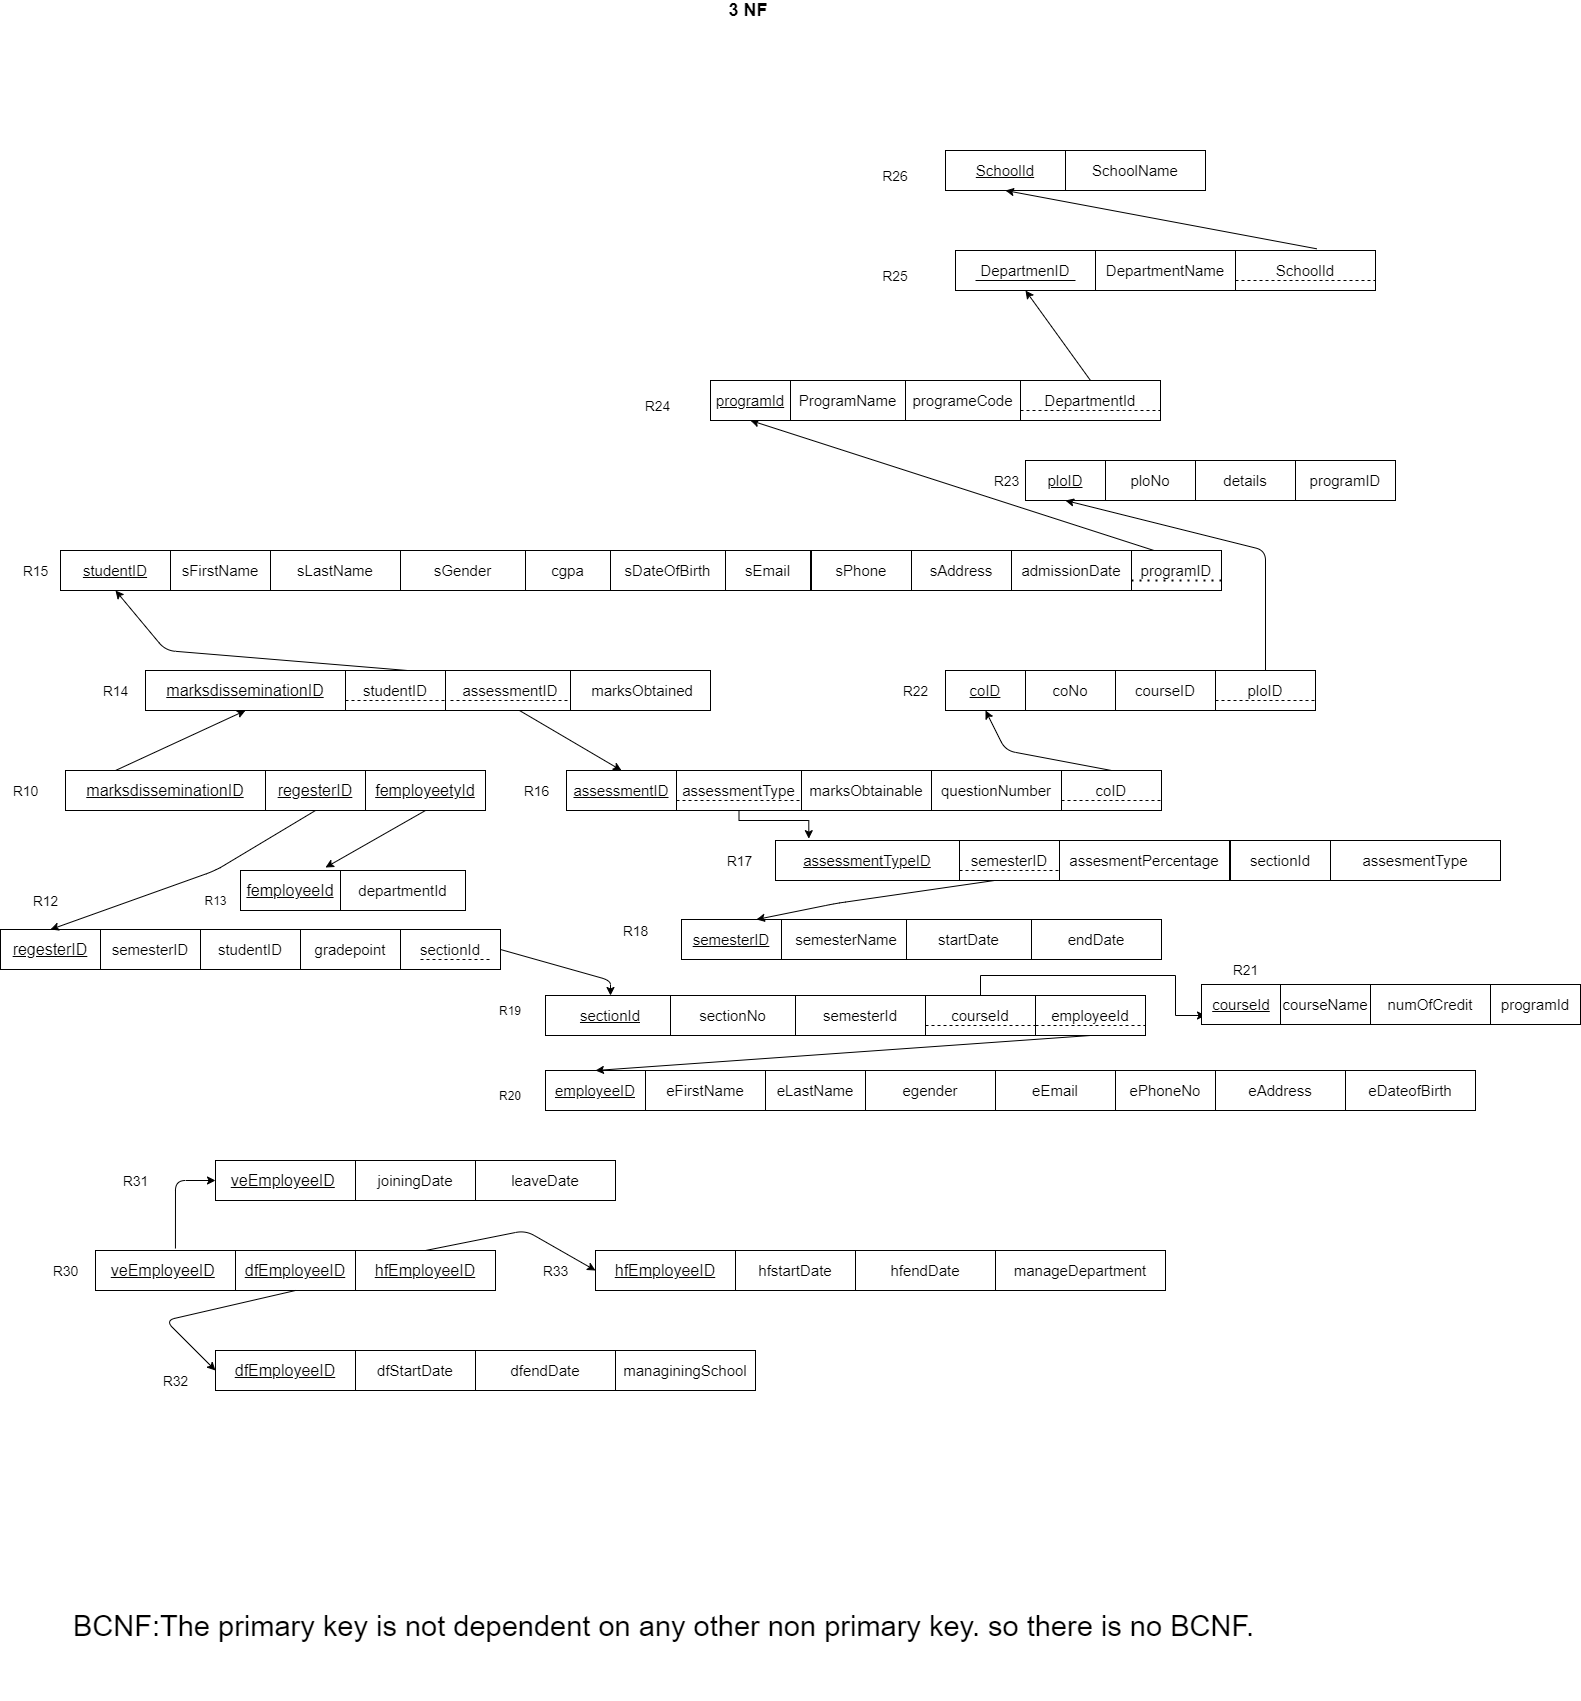 3 NF
R26 SchoolId SchoolName
R25 DepartmenID DepartmentName SchoolId
R24 programId ProgramName programeCode DepartmentId
R23 ploID ploNo details programID
R15 studentID sFirstName sLastName sGender cgpa sDateOfBirth sEmail sPhone sAddress admissionDate programID
R14 marksdisseminationID studentID assessmentID marksObtained
R22 coID coNo courseID ploID
R10 marksdisseminationID regesterID femployeetyId
R16 assessmentID assessmentType marksObtainable questionNumber coID
R17 assessmentTypeID semesterID assesmentPercentage sectionId assesmentType
R13 femployeeId departmentId
R12
regesterID semesterID studentID gradepoint sectionId
R18 semesterID semesterName startDate endDate
R21
courseId courseName numOfCredit programId
R19 sectionId sectionNo semesterId courseId employeeId
R20 employeeID eFirstName eLastName egender eEmail ePhoneNo eAddress eDateofBirth
R31 veEmployeeID joiningDate leaveDate
R30 veEmployeeID dfEmployeeID hfEmployeeID
R33 hfEmployeeID hfstartDate hfendDate manageDepartment
R32 dfEmployeeID dfStartDate dfendDate managiningSchool
BCNF:The primary key is not dependent on any other non primary key. so there is no BCNF.